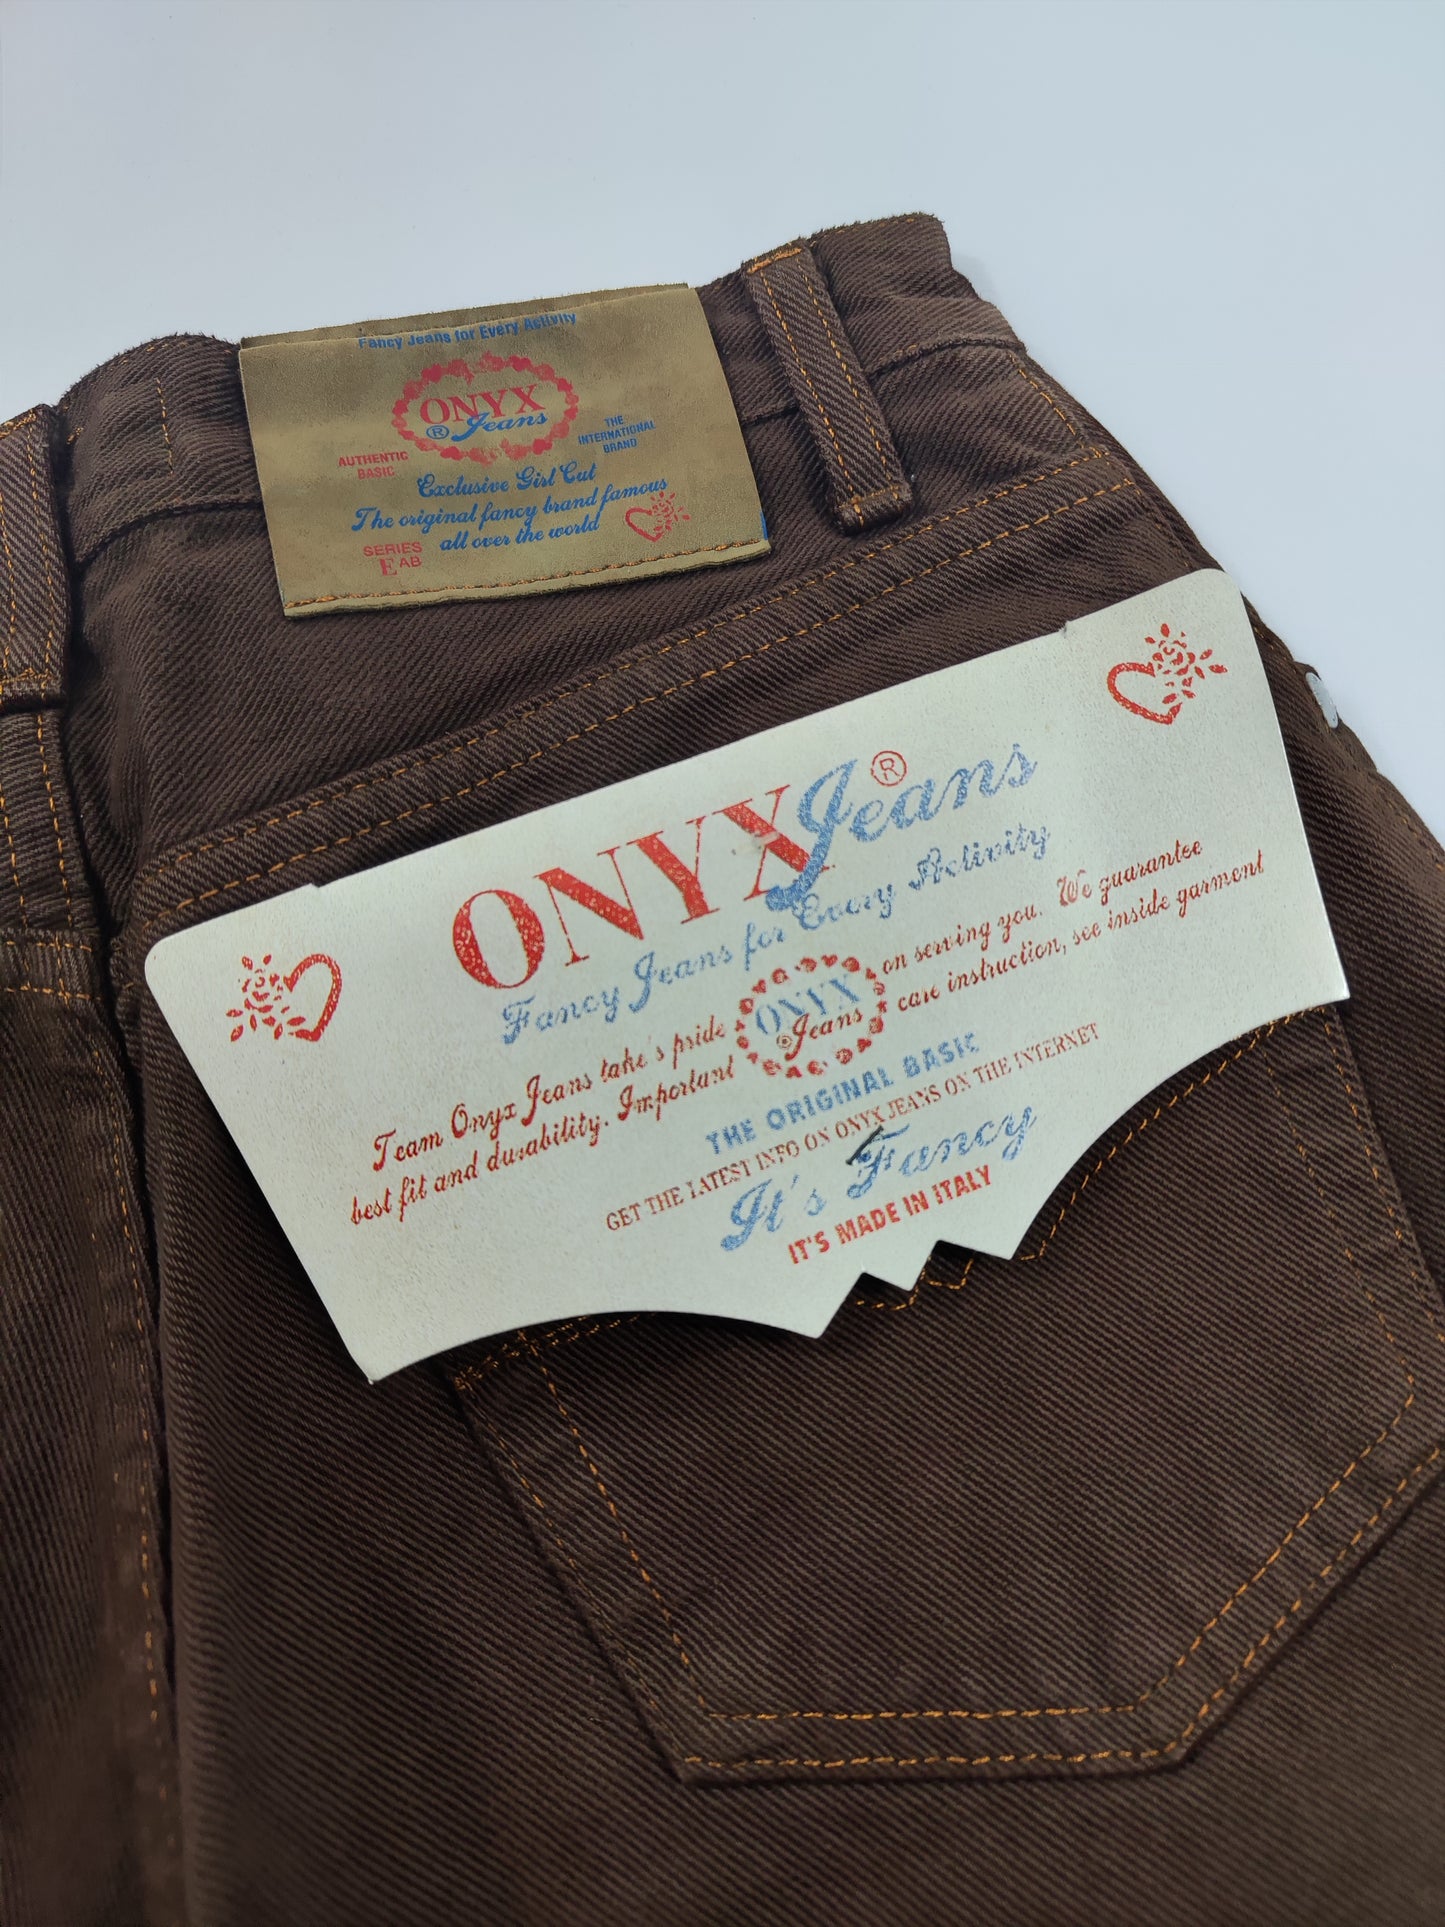 Fancy Jeans for Every Activity
ONYX
® Jeans
AUTHENTIC
BASIC
THE
INTERNATIONAL
BRAND
Exclusive Girl Cut
The original fancy brand famous
all over the world
SERIES
E AB
ONYX Jeans ®
Fancy Jeans for Every Activity
Team Onyx Jeans take's pride on serving you. We guarantee
best fit and durability. Important care instruction, see inside garment
ONYX
® Jeans
THE ORIGINAL BASIC
GET THE LATEST INFO ON ONYX JEANS ON THE INTERNET
It's Fancy
IT'S MADE IN ITALY